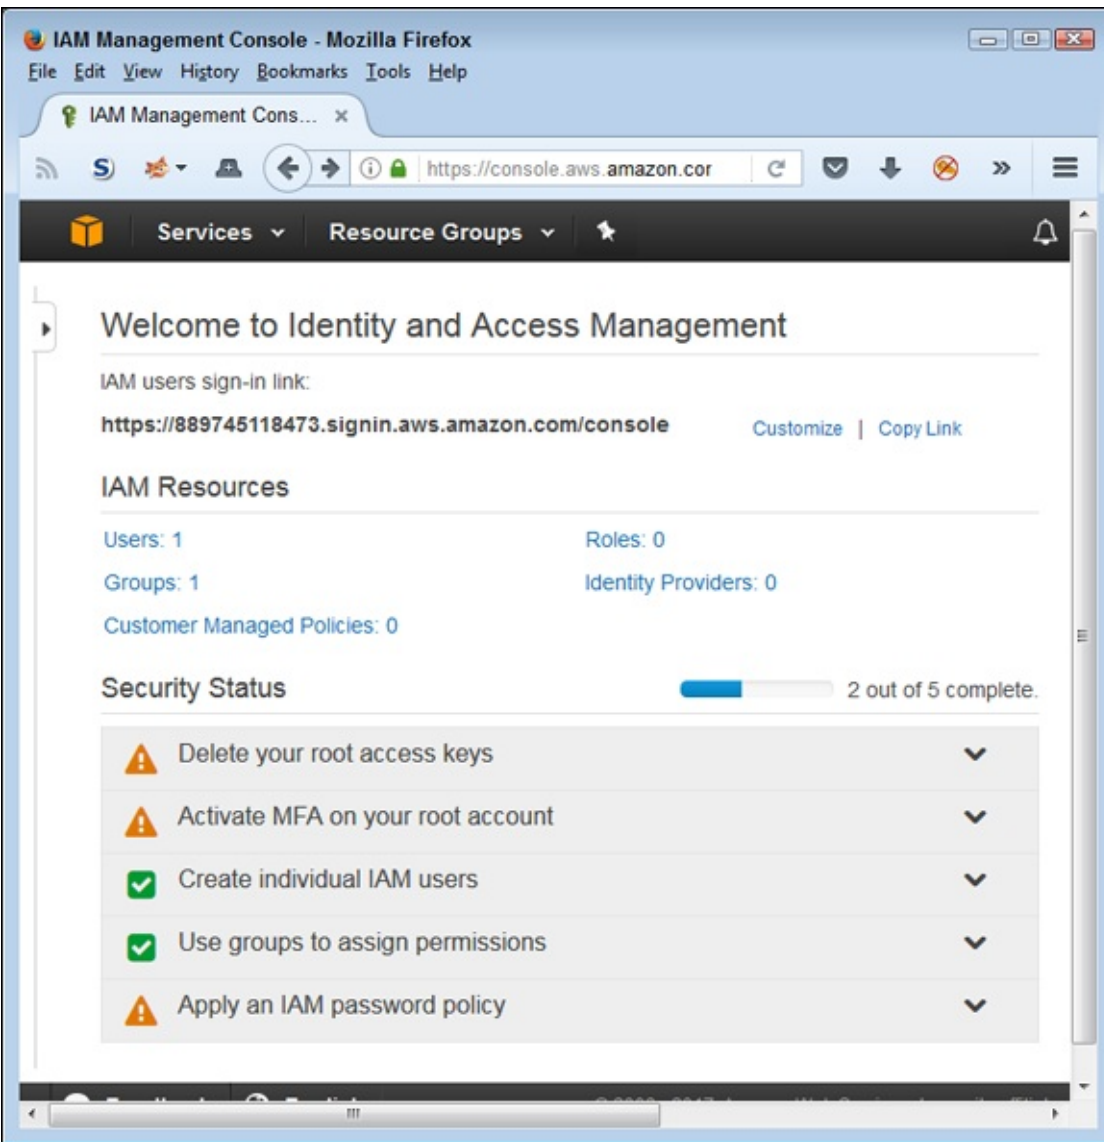 IAM Management Console - Mozilla Firefox
File Edit View History Bookmarks Tools Help
IAM Management Cons... ×
S
https://console.aws.amazon.cor
Services Resource Groups
Welcome to Identity and Access Management
IAM users sign-in link:
https://889745118473.signin.aws.amazon.com/console Customize | Copy Link
IAM Resources
Users: 1 Roles: 0
Groups: 1 Identity Providers: 0
Customer Managed Policies: 0
Security Status 2 out of 5 complete.
Delete your root access keys
Activate MFA on your root account
Create individual IAM users
Use groups to assign permissions
Apply an IAM password policy